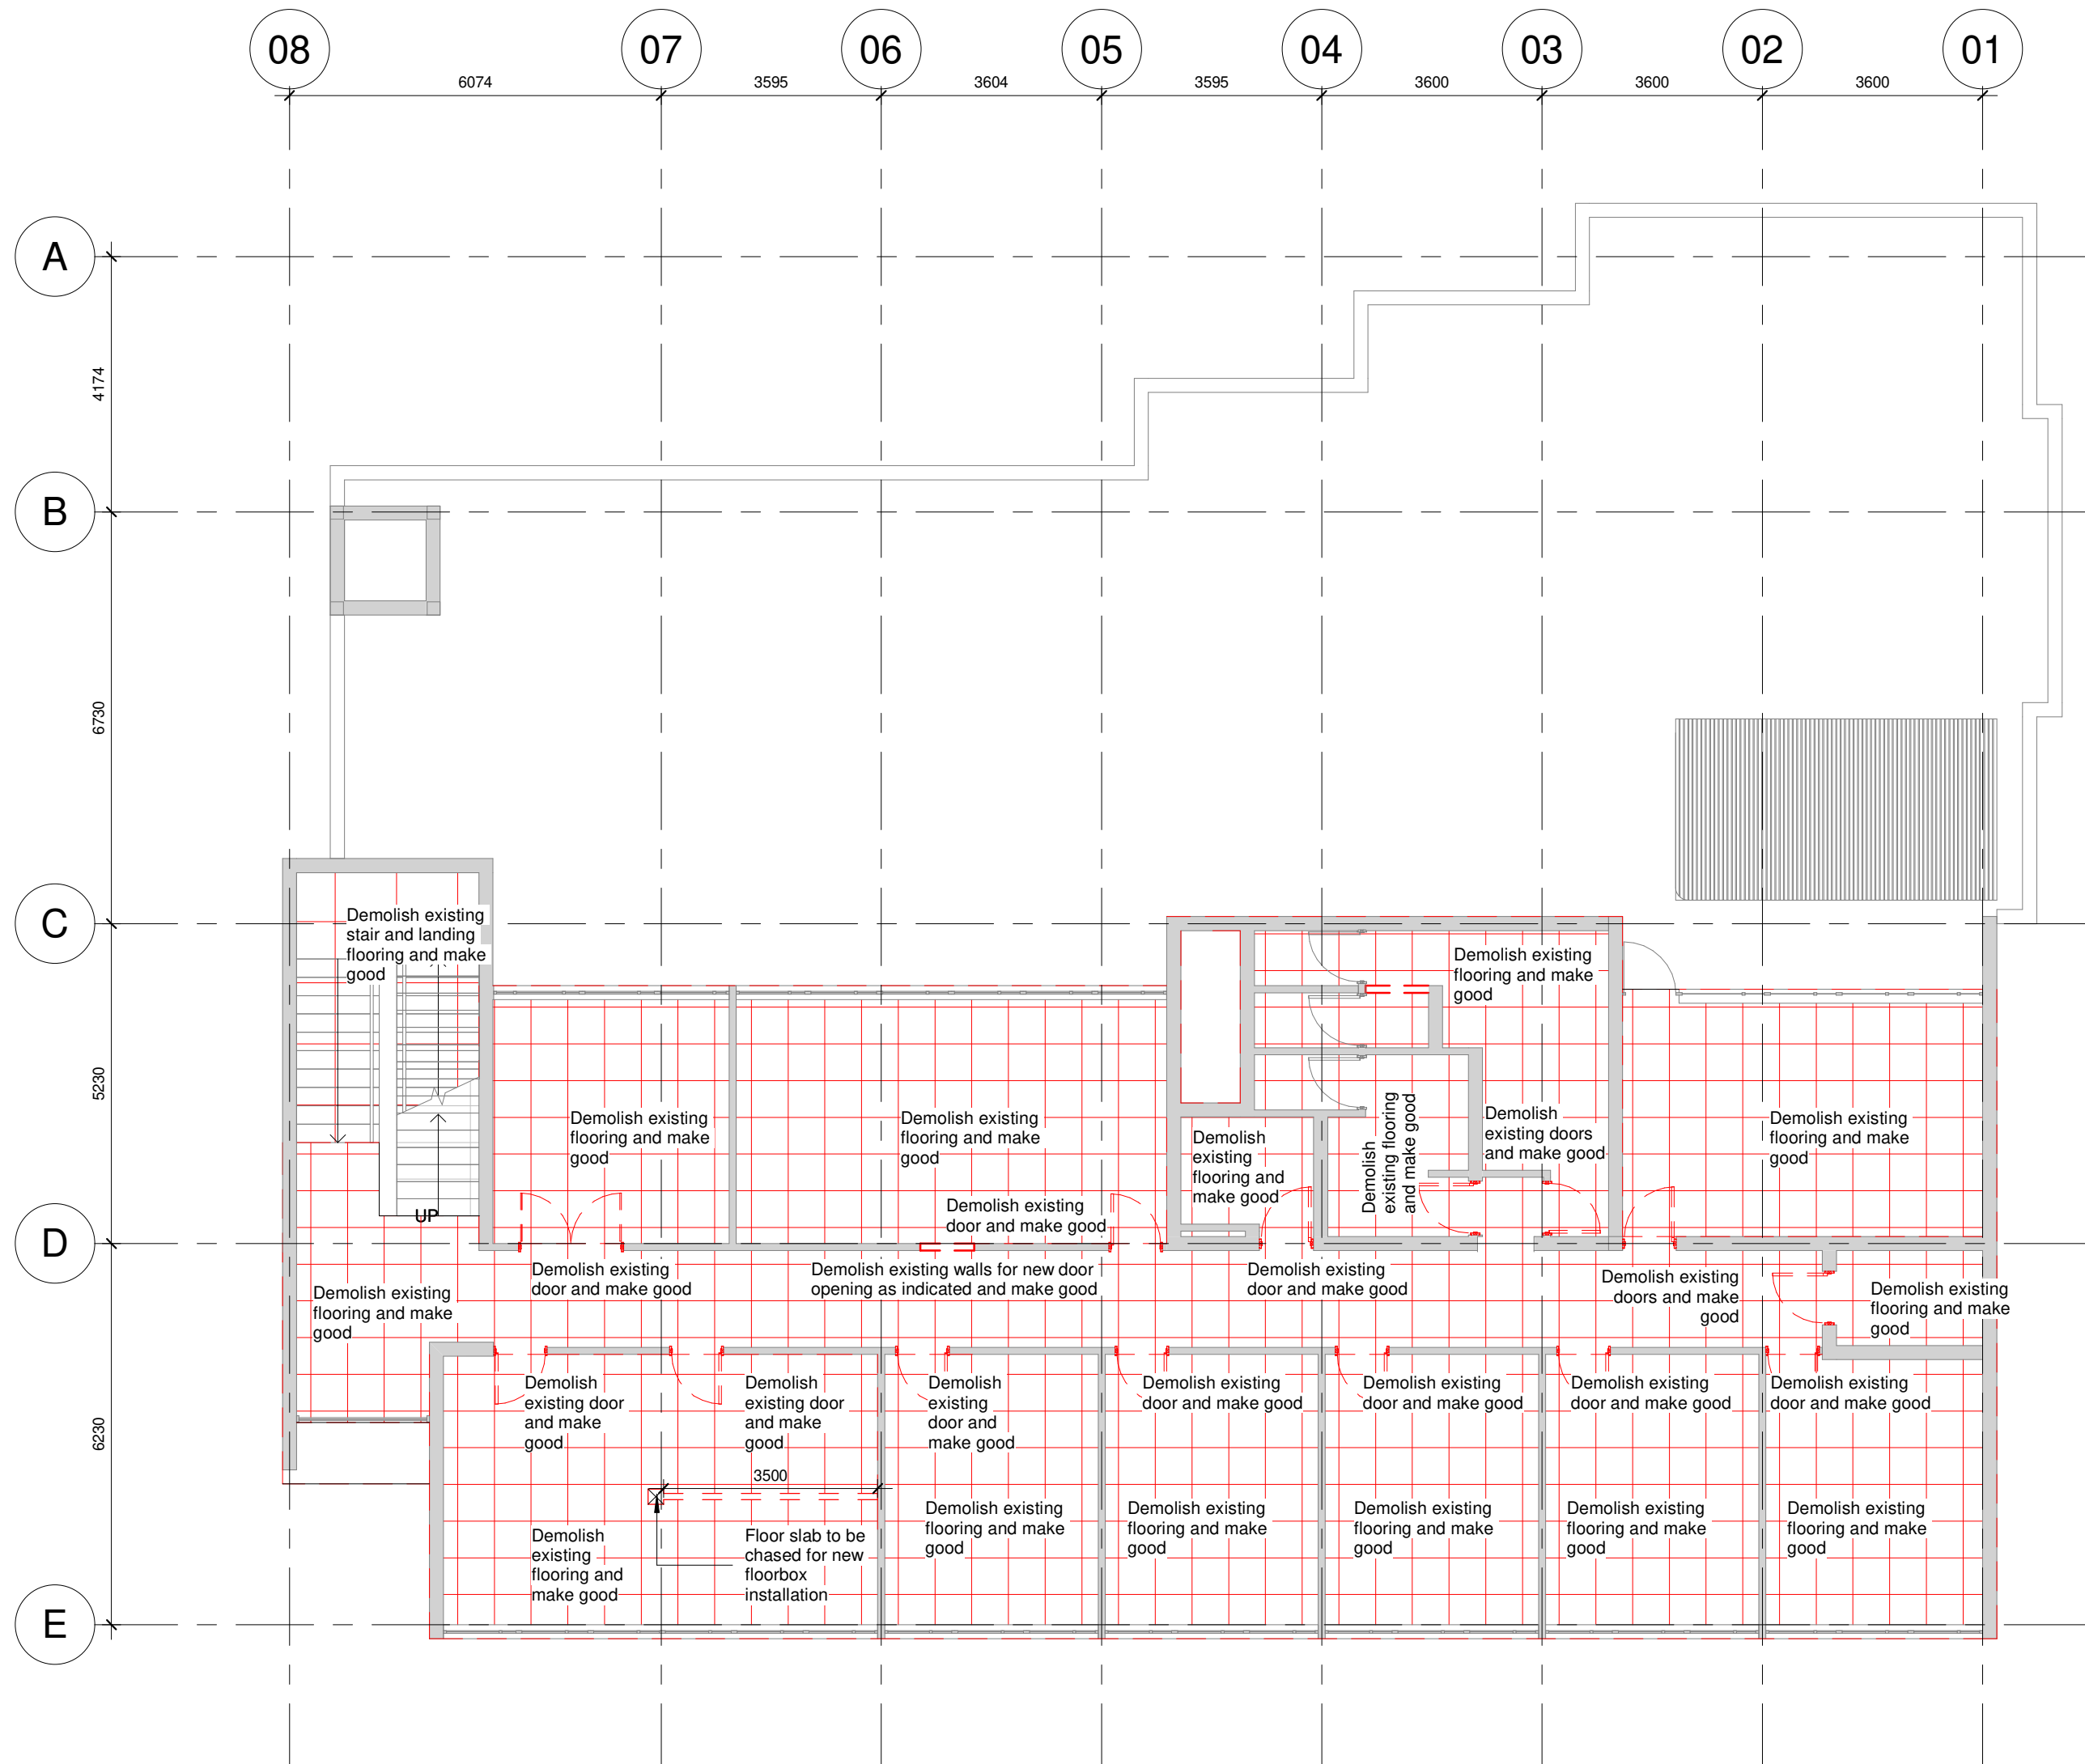 08
07
06
05
04
03
02
01
6074
3595
3604
3595
3600
3600
3600
A
4174
B
6730
C
5230
D
6230
E
Demolish existing
stair and landing
flooring and make
good
UP
Demolish existing
flooring and make
good
Demolish existing
flooring and make
good
Demolish existing
flooring and make
good
Demolish
existing
flooring and
make good
Demolish
existing flooring
and make good
Demolish
existing doors
and make good
Demolish existing
flooring and make
good
Demolish existing
door and make good
Demolish existing
flooring and make
good
Demolish existing
door and make good
Demolish existing walls for new door
opening as indicated and make good
Demolish existing
door and make good
Demolish existing
doors and make
good
Demolish existing
flooring and make
good
Demolish
existing door
and make
good
Demolish
existing door
and make
good
Demolish
existing
door and
make good
Demolish existing
door and make good
Demolish existing
door and make good
Demolish existing
door and make good
Demolish existing
door and make good
3500
Demolish
existing
flooring and
make good
Floor slab to be
chased for new
floorbox
installation
Demolish existing
flooring and make
good
Demolish existing
flooring and make
good
Demolish existing
flooring and make
good
Demolish existing
flooring and make
good
Demolish existing
flooring and make
good